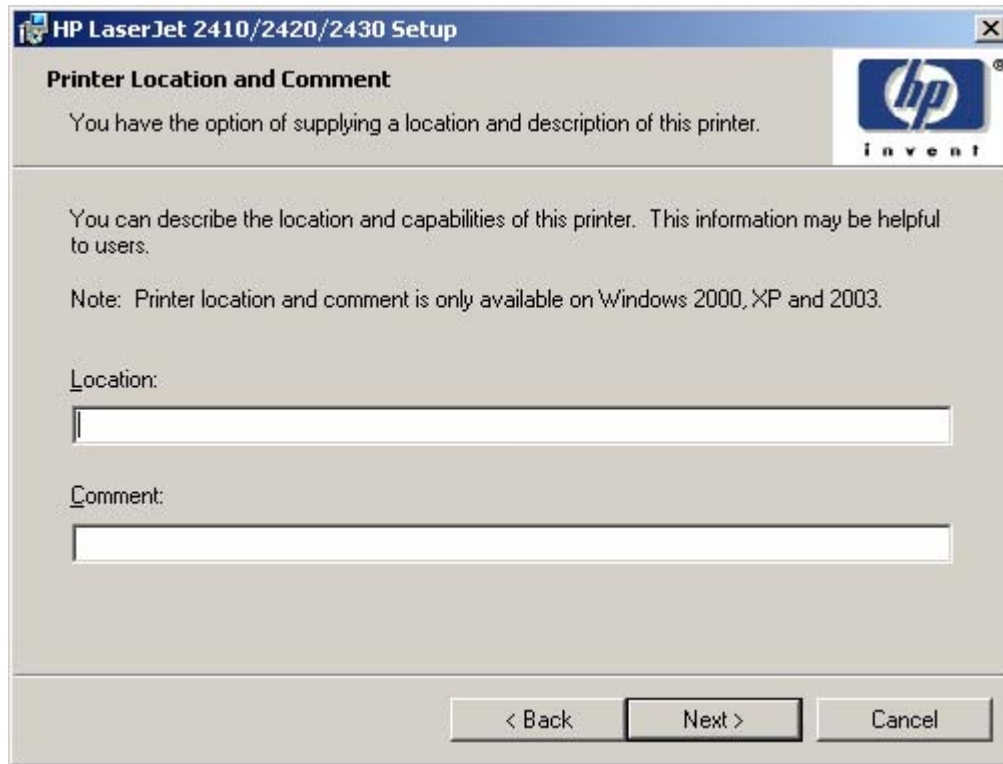 HP LaserJet 2410/2420/2430 Setup
Printer Location and Comment
You have the option of supplying a location and description of this printer.
hp
®
invent
You can describe the location and capabilities of this printer.  This information may be helpful
to users.
Note:  Printer location and comment is only available on Windows 2000, XP and 2003.
Location:
Comment:
< Back
Next >
Cancel